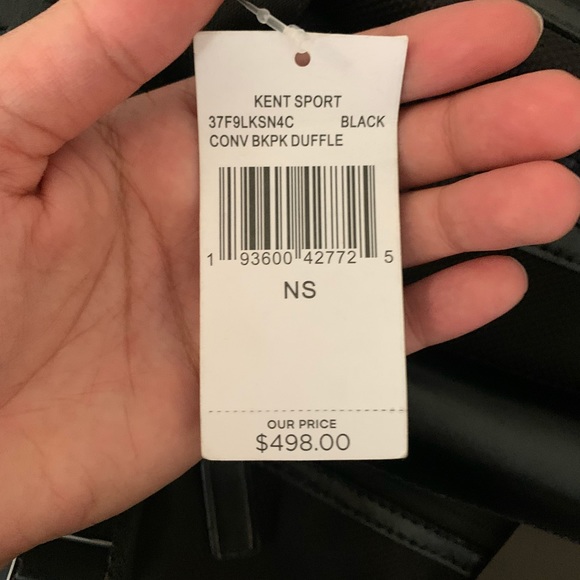 KENT SPORT
37F9LKSN4C BLACK
CONV BKPK DUFFLE
1 93600 42772 5
NS
OUR PRICE
$498.00